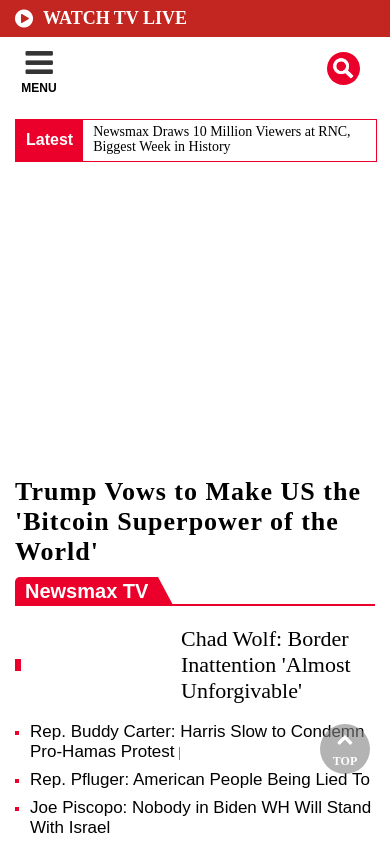 WATCH TV LIVE
MENU
Latest
Newsmax Draws 10 Million Viewers at RNC,
Biggest Week in History
Trump Vows to Make US the
'Bitcoin Superpower of the
World'
Newsmax TV
Chad Wolf: Border
Inattention 'Almost
Unforgivable'
Rep. Buddy Carter: Harris Slow to Condemn
Pro-Hamas Protest |
TOP
Rep. Pfluger: American People Being Lied To
Joe Piscopo: Nobody in Biden WH Will Stand
With Israel